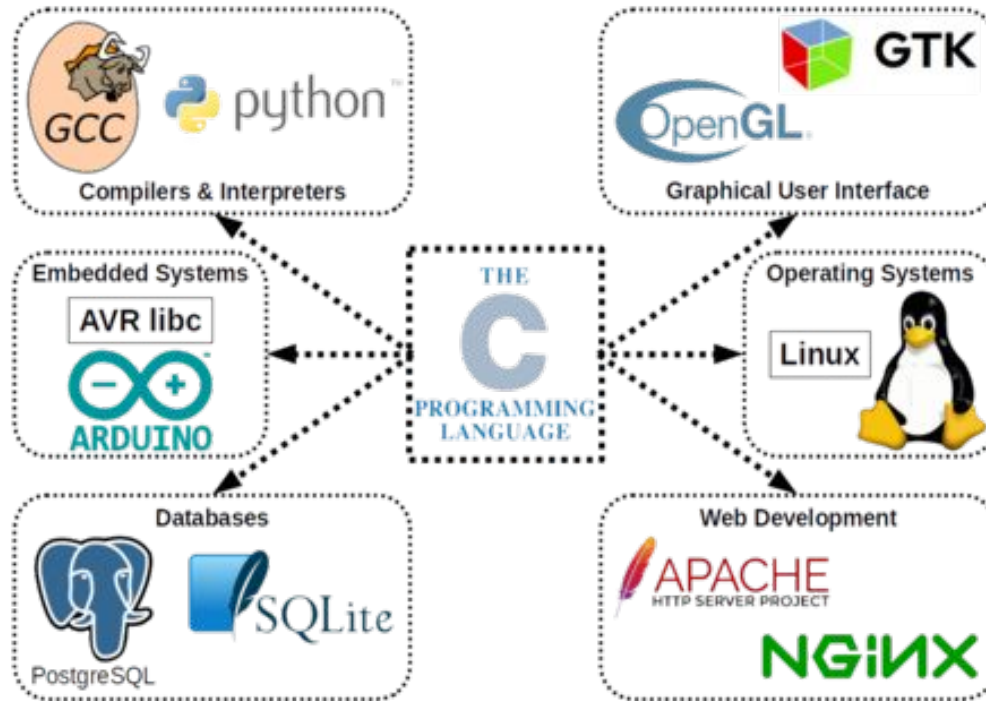 GCC
python™
Compilers & Interpreters
GTK
OpenGL®
Graphical User Interface
Embedded Systems
AVR libc
ARDUINO
THE
C
PROGRAMMING
LANGUAGE
Operating Systems
Linux
Databases
PostgreSQL
SQLite
Web Development
APACHE
HTTP SERVER PROJECT
NGiNX